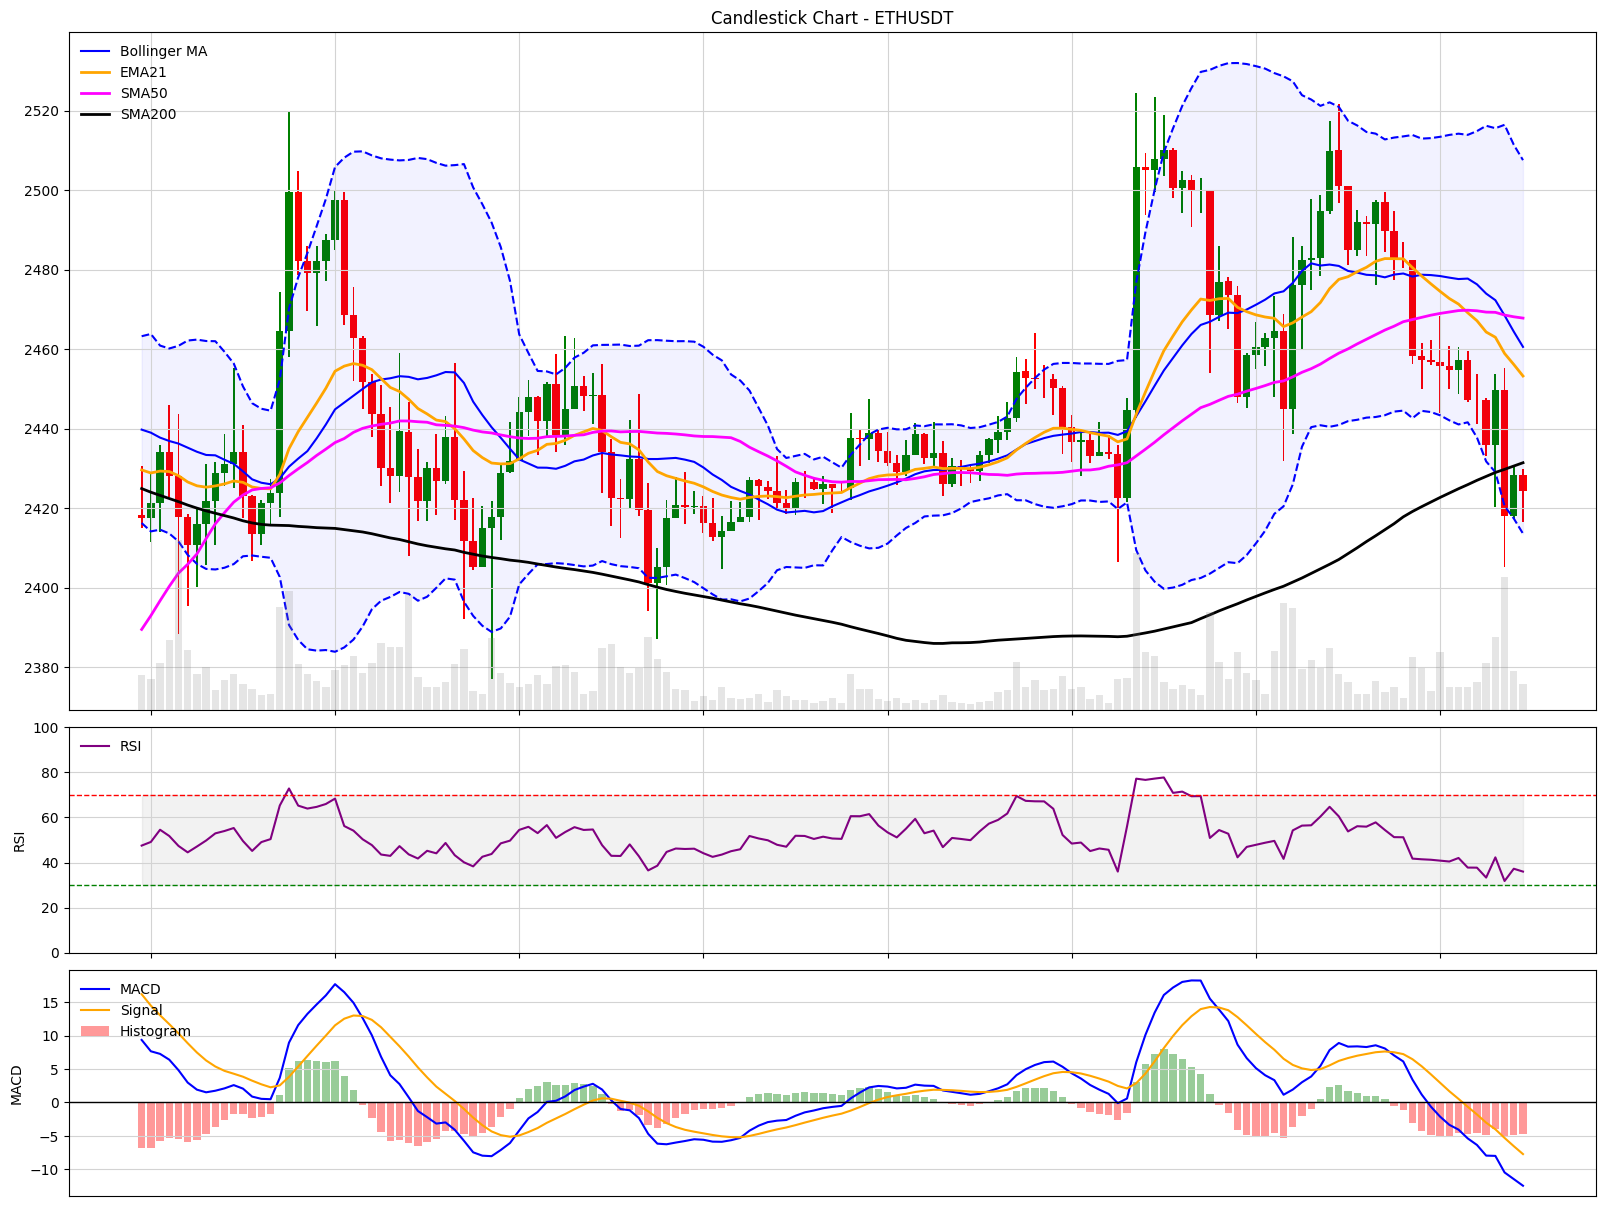 Candlestick Chart - ETHUSDT
Bollinger MA
EMA21
SMA50
SMA200
2520
2500
2480
2460
2440
2420
2400
2380
RSI
100
80
60
40
20
0
RSI
MACD
Signal
Histogram
15
10
5
0
−5
−10
MACD